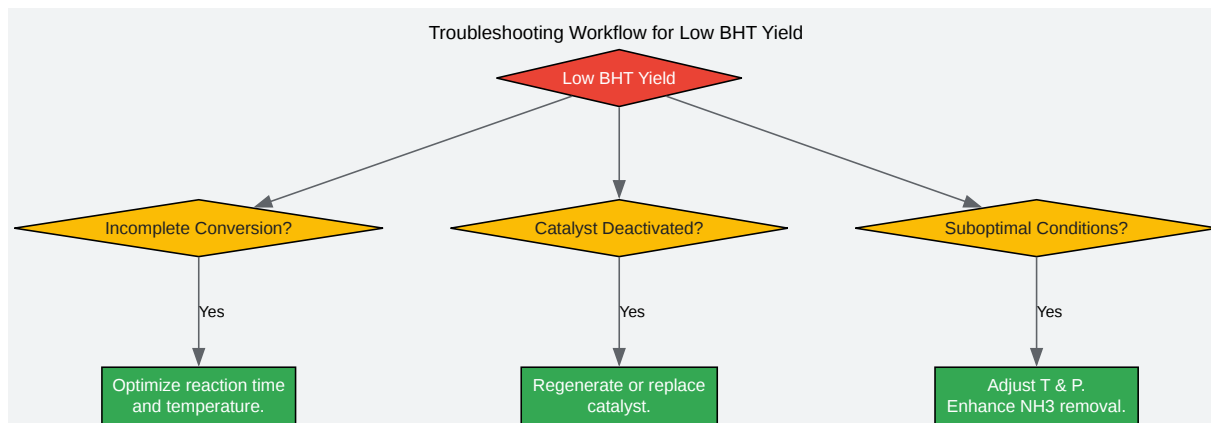 Troubleshooting Workflow for Low BHT Yield
Low BHT Yield
Incomplete Conversion?
Catalyst Deactivated?
Suboptimal Conditions?
Yes
Yes
Yes
Optimize reaction time
and temperature.
Regenerate or replace
catalyst.
Adjust T & P.
Enhance NH3 removal.